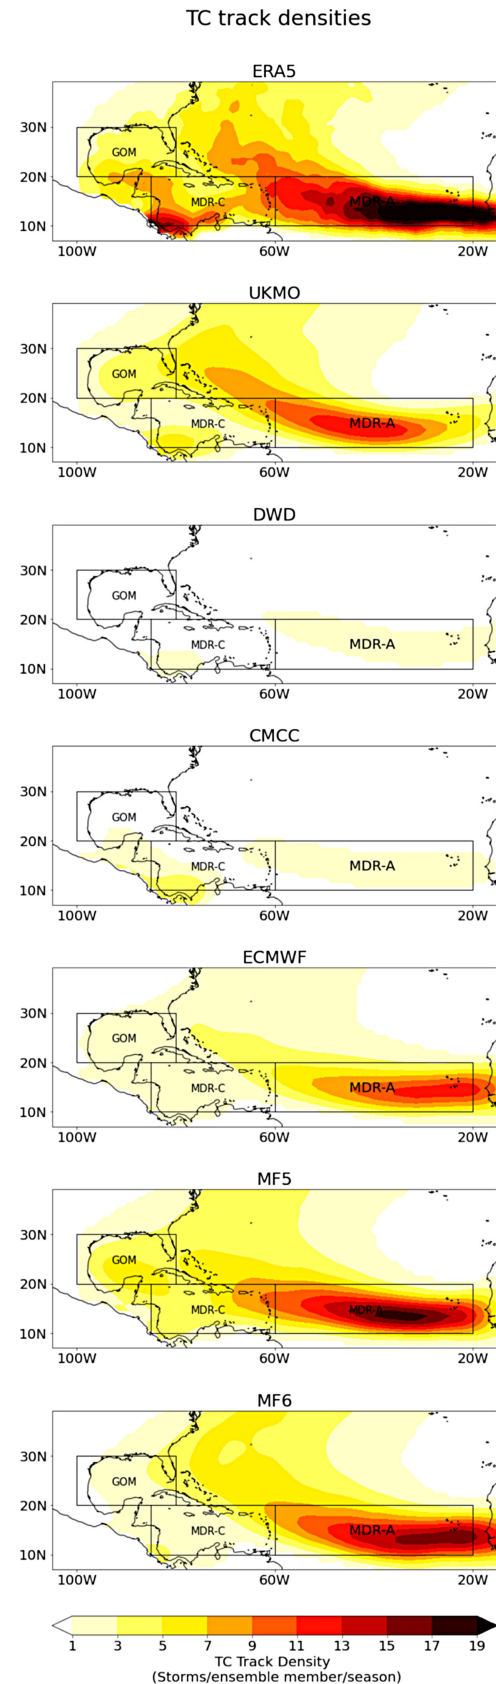 TC track densities
ERA5
30N
GOM
20N
MDR-C
MDR-A
10N
100W 60W 20W
UKMO
30N
GOM
20N
MDR-C
MDR-A
10N
100W 60W 20W
DWD
30N
GOM
20N
MDR-C
MDR-A
10N
100W 60W 20W
CMCC
30N
GOM
20N
MDR-C
MDR-A
10N
100W 60W 20W
ECMWF
30N
GOM
20N
MDR-C
MDR-A
10N
100W 60W 20W
MF5
30N
GOM
20N
MDR-C
MDR-A
10N
100W 60W 20W
MF6
30N
GOM
20N
MDR-C
MDR-A
10N
100W 60W 20W
1 3 5 7 9 11 13 15 17 19
TC Track Density
(Storms/ensemble member/season)